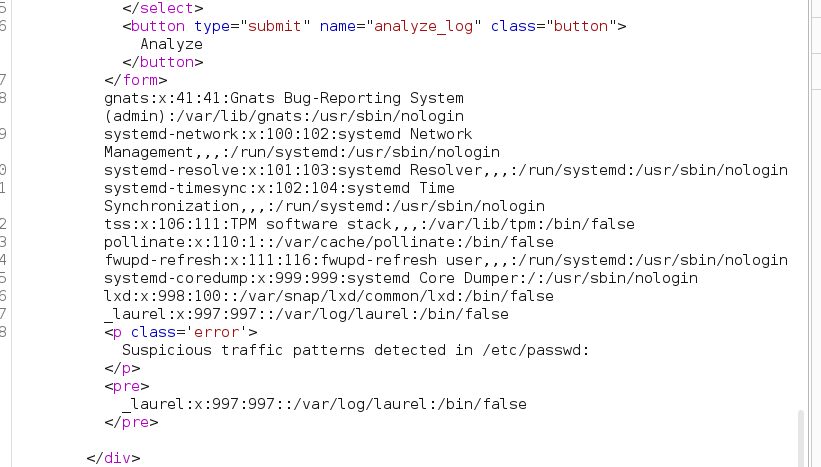 5 </select>
6 <button type="submit" name="analyze_log" class="button">
Analyze
</button>
7 </form>
8 gnats:x:41:41:Gnats Bug-Reporting System
(admin):/var/lib/gnats:/usr/sbin/nologin
9 systemd-network:x:100:102:systemd Network
Management,,,:/run/systemd:/usr/sbin/nologin
0 systemd-resolve:x:101:103:systemd Resolver,,,:/run/systemd:/usr/sbin/nologin
1 systemd-timesync:x:102:104:systemd Time
Synchronization,,,:/run/systemd:/usr/sbin/nologin
2 tss:x:106:111:TPM software stack,,,:/var/lib/tpm:/bin/false
3 pollinate:x:110:1::/var/cache/pollinate:/bin/false
4 fwupd-refresh:x:111:116:fwupd-refresh user,,,:/run/systemd:/usr/sbin/nologin
5 systemd-coredump:x:999:999:systemd Core Dumper:/:/usr/sbin/nologin
6 lxd:x:998:100::/var/snap/lxd/common/lxd:/bin/false
7 _laurel:x:997:997::/var/log/laurel:/bin/false
8 <p class='error'>
Suspicious traffic patterns detected in /etc/passwd:
</p>
<pre>
_laurel:x:997:997::/var/log/laurel:/bin/false
</pre>
</div>